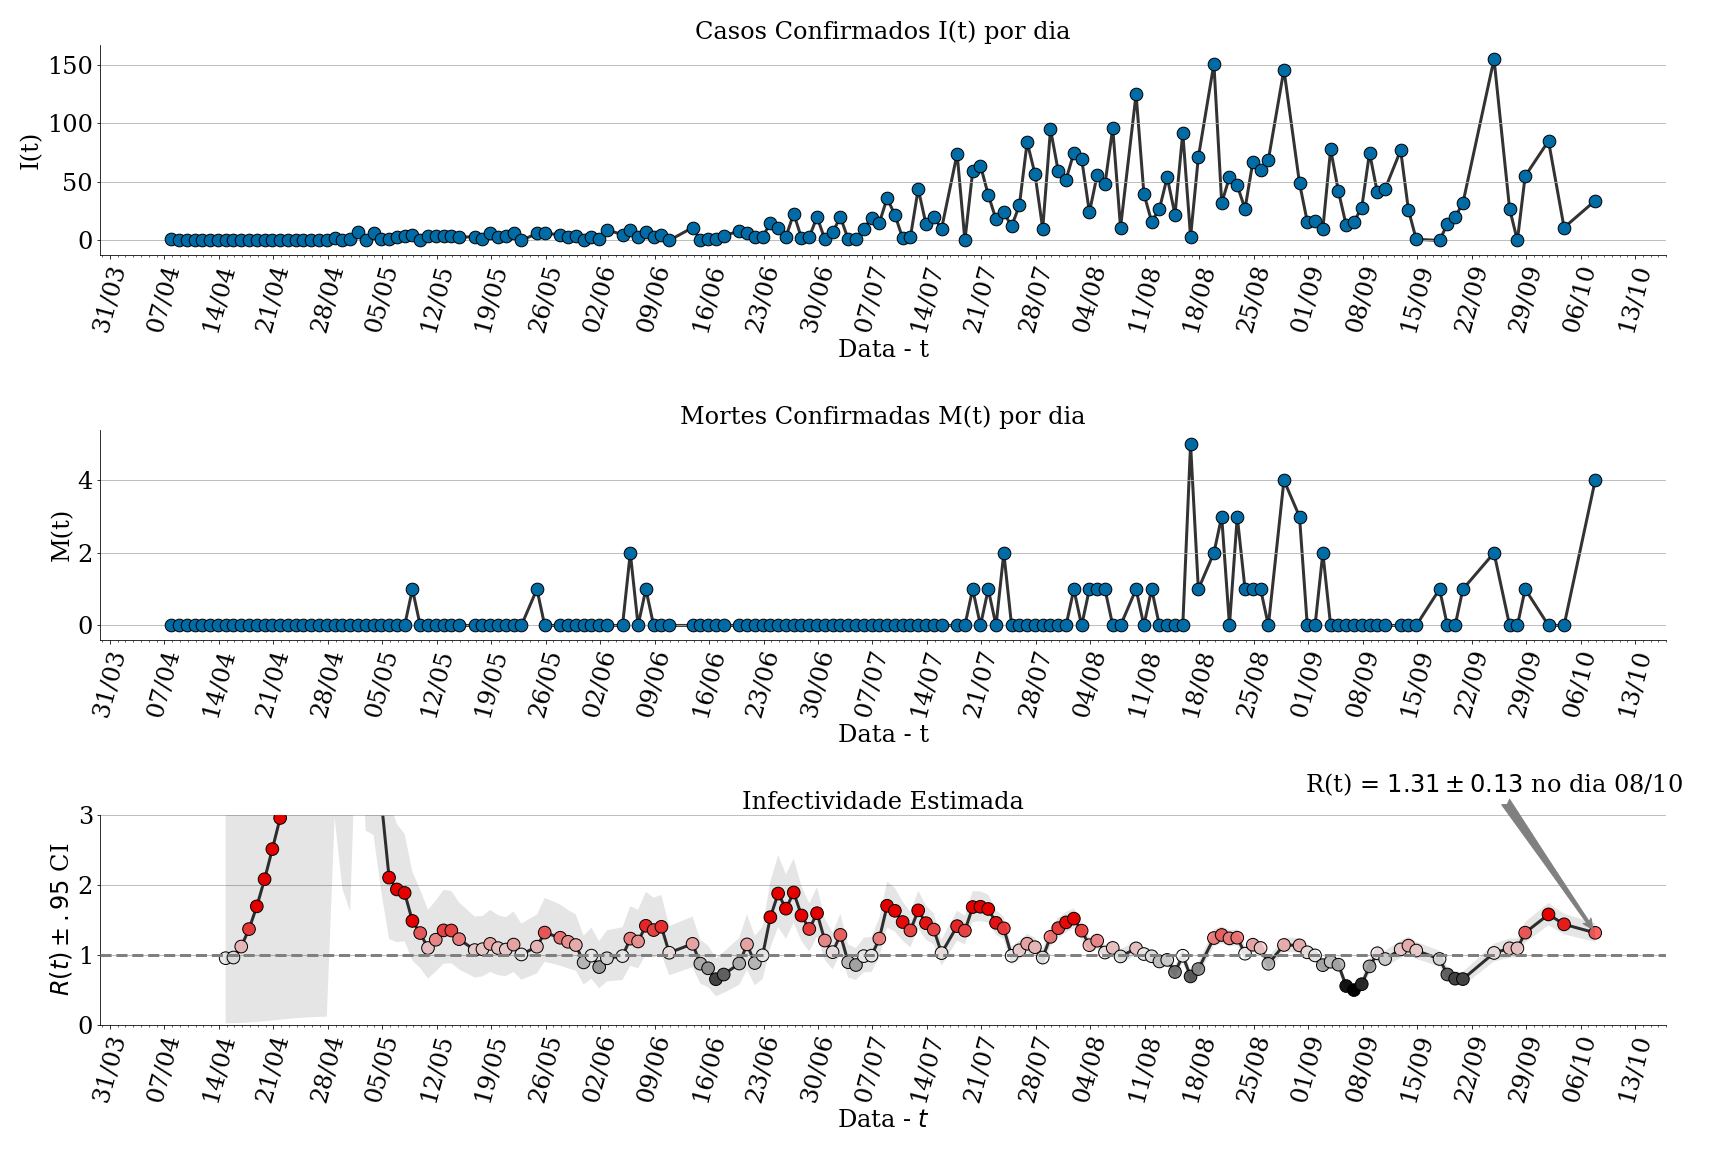 Casos Confirmados I(t) por dia
150
100
50
0
I(t)
31/03 07/04 14/04 21/04 28/04 05/05 12/05 19/05 26/05 02/06 09/06 16/06 23/06 30/06 07/07 14/07 21/07 28/07 04/08 11/08 18/08 25/08 01/09 08/09 15/09 22/09 29/09 06/10 13/10
Data - t
Mortes Confirmadas M(t) por dia
4
2
0
M(t)
31/03 07/04 14/04 21/04 28/04 05/05 12/05 19/05 26/05 02/06 09/06 16/06 23/06 30/06 07/07 14/07 21/07 28/07 04/08 11/08 18/08 25/08 01/09 08/09 15/09 22/09 29/09 06/10 13/10
Data - t
R(t) = 1.31 ± 0.13 no dia 08/10
Infectividade Estimada
3
2
1
0
R(t) ± .95 CI
31/03 07/04 14/04 21/04 28/04 05/05 12/05 19/05 26/05 02/06 09/06 16/06 23/06 30/06 07/07 14/07 21/07 28/07 04/08 11/08 18/08 25/08 01/09 08/09 15/09 22/09 29/09 06/10 13/10
Data - t